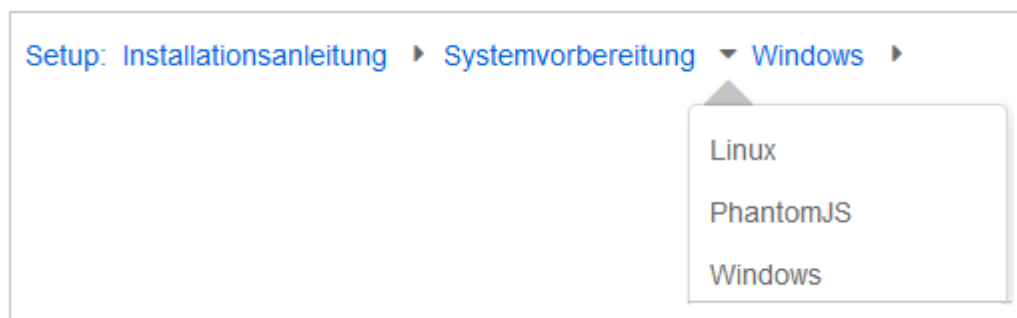 Setup: Installationsanleitung Systemvorbereitung Windows
Linux
PhantomJS
Windows